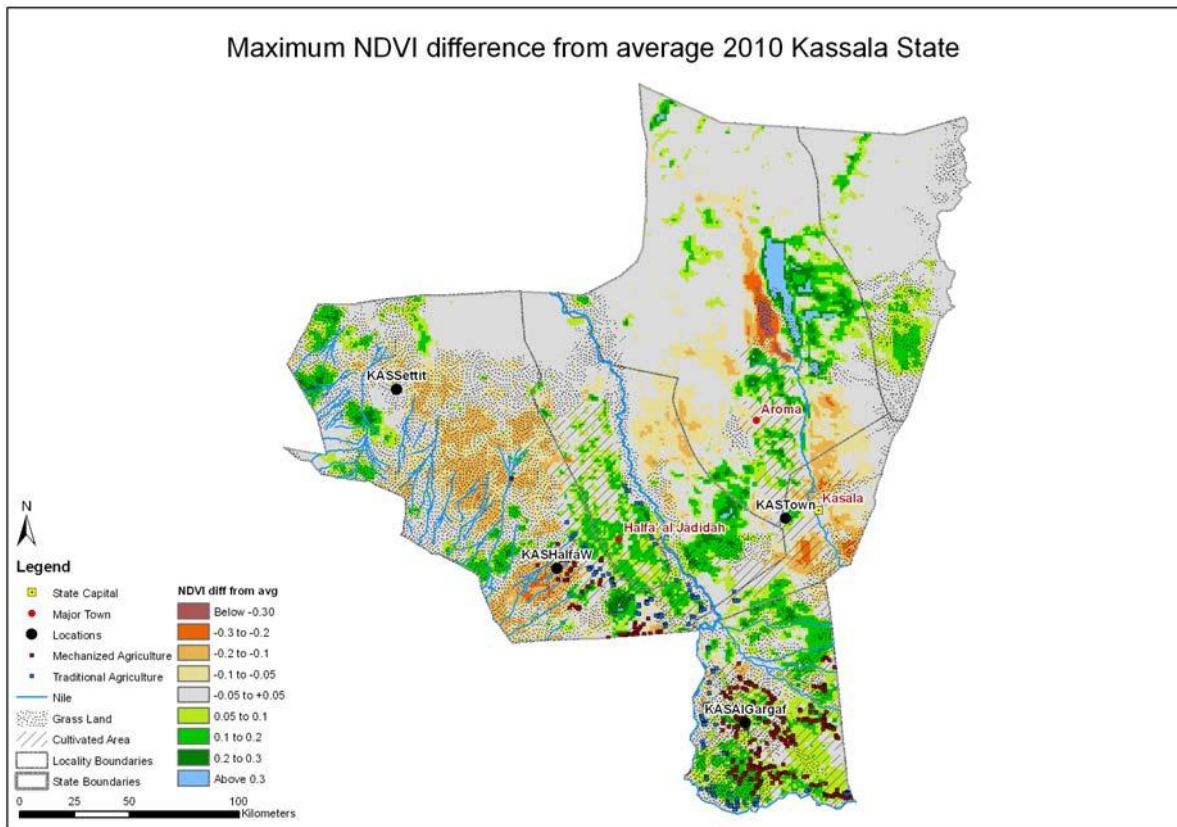 Maximum NDVI difference from average 2010 Kassala State
KASSettit
Aroma
KASTown
Kasala
Halfa' al Jadidah
KASHalfaW
KASAlGargaf
N
Legend
State Capital
Major Town
Locations
Mechanized Agriculture
Traditional Agriculture
Nile
Grass Land
Cultivated Area
Locality Boundaries
State Boundaries
NDVI diff from avg
Below -0.30
-0.3 to -0.2
-0.2 to -0.1
-0.1 to -0.05
-0.05 to +0.05
0.05 to 0.1
0.1 to 0.2
0.2 to 0.3
Above 0.3
0 25 50 100
Kilometers